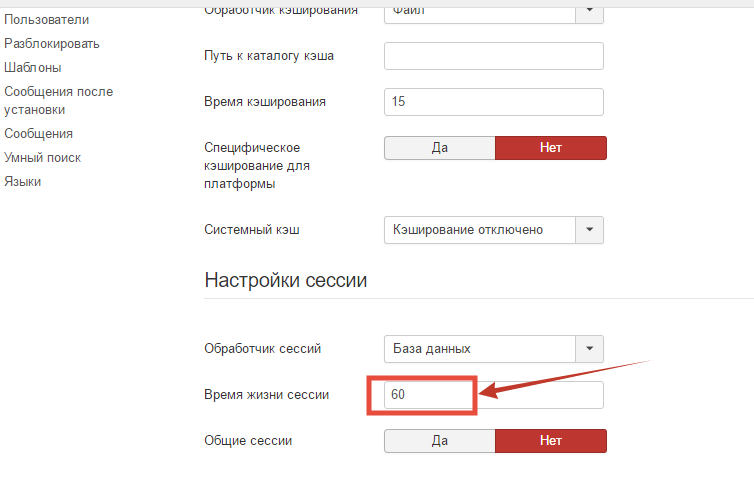 Пользователи
Разблокировать
Шаблоны
Сообщения после
установки
Сообщения
Умный поиск
Языки
Обработчик кэширования
Файл
Путь к каталогу кэша
Время кэширования
15
Специфическое
кэширование для
платформы
Да
Нет
Системный кэш
Кэширование отключено
Настройки сессии
Обработчик сессий
База данных
Время жизни сессии
60
Общие сессии
Да
Нет